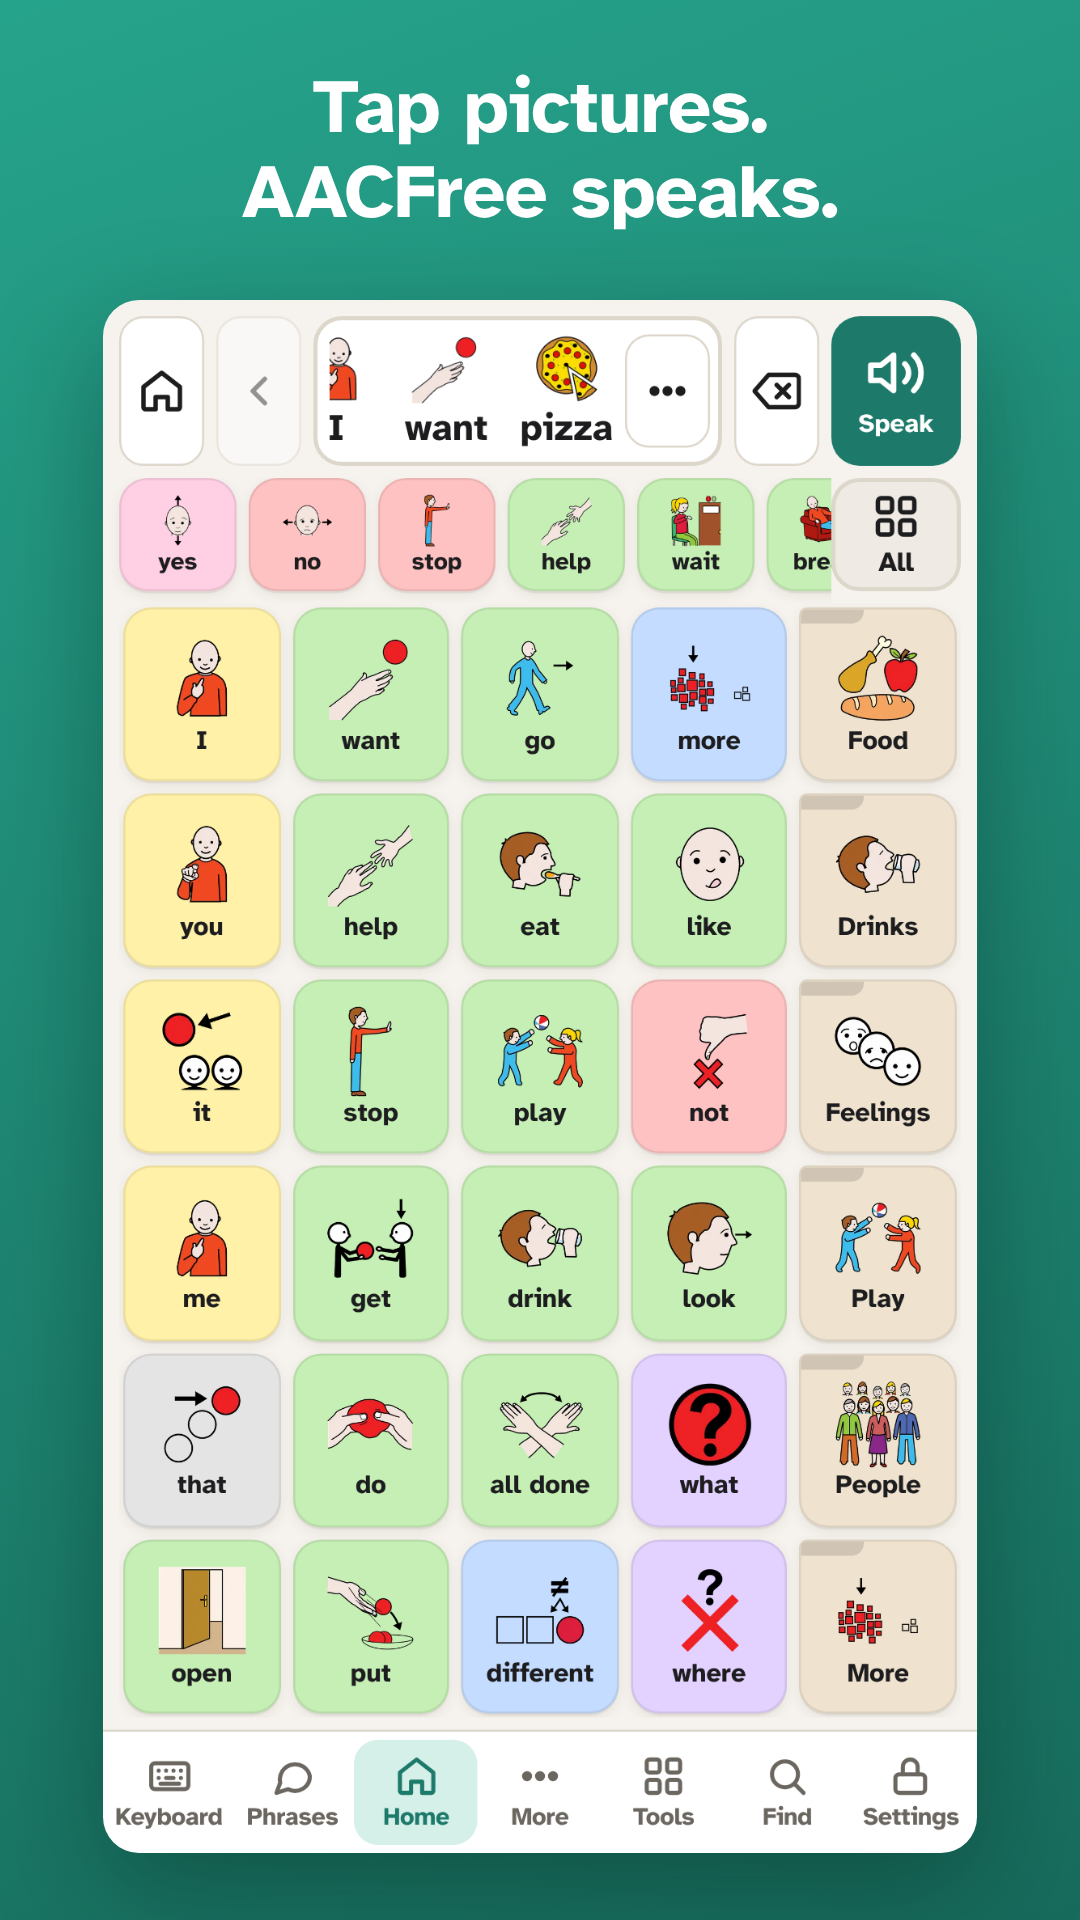 Tap pictures.
AACFree speaks.
I want pizza
Speak
yes no stop help wait bre All
I want go more Food
you help eat like Drinks
it stop play not Feelings
me get drink look Play
that do all done what People
open put different where More
Keyboard Phrases Home More Tools Find Settings